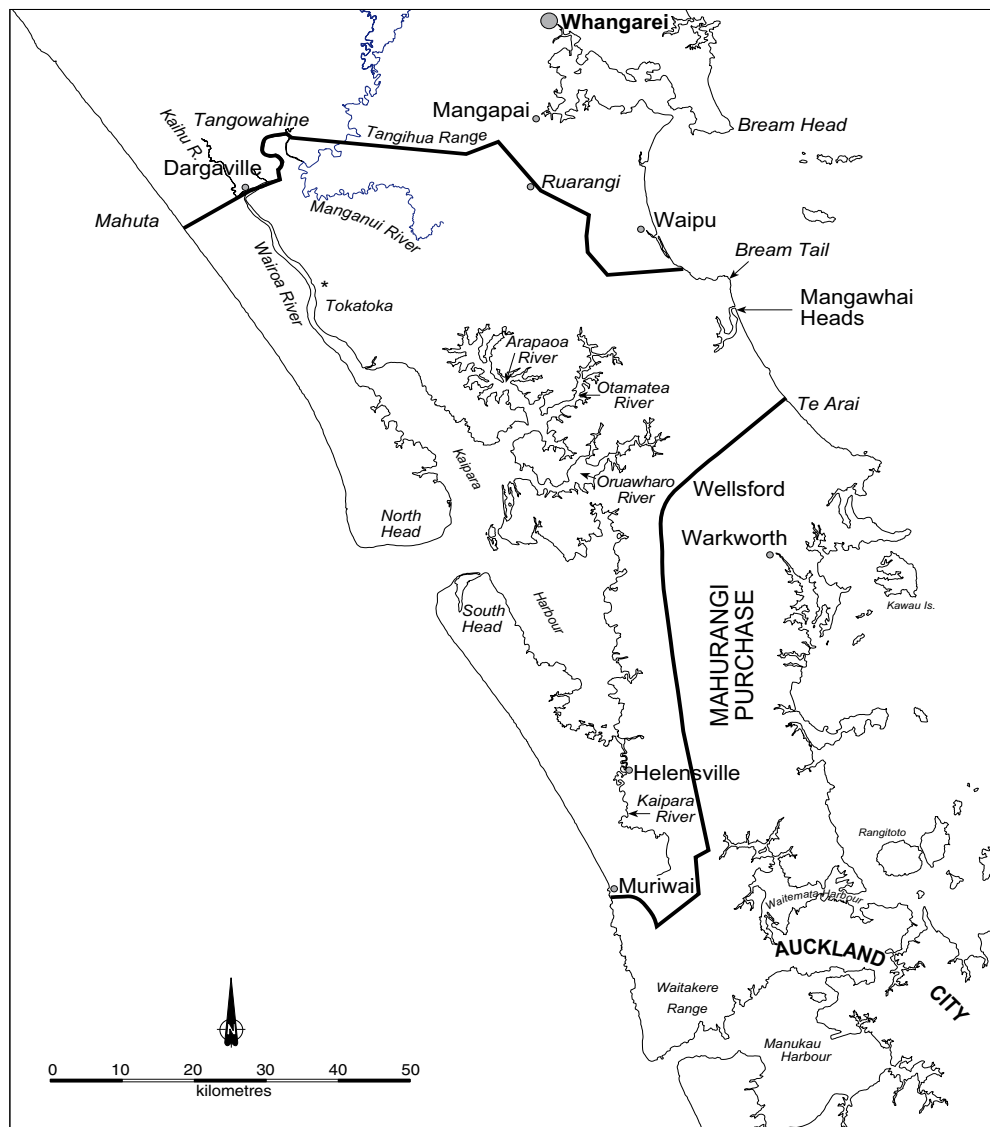 Whangarei
Mangapai
Tangowahine
Kaihu R.
Tangihua Range
Bream Head
Dargaville
Ruarangi
Mahuta
Manganui River
Waipu
Wairoa River
Bream Tail
Tokatoka
Mangawhai
Heads
Arapaoa
River
Otamatea
River
Te Arai
Kaipara
Oruawharo
River
Wellsford
North
Head
Warkworth
Kawau Is.
South
Head
Harbour
MAHURANGI
PURCHASE
Helensville
Kaipara
River
Rangitoto
Muriwai
Waitemata Harbour
AUCKLAND
CITY
Waitakere
Range
Manukau
Harbour
N
0 10 20 30 40 50
kilometres